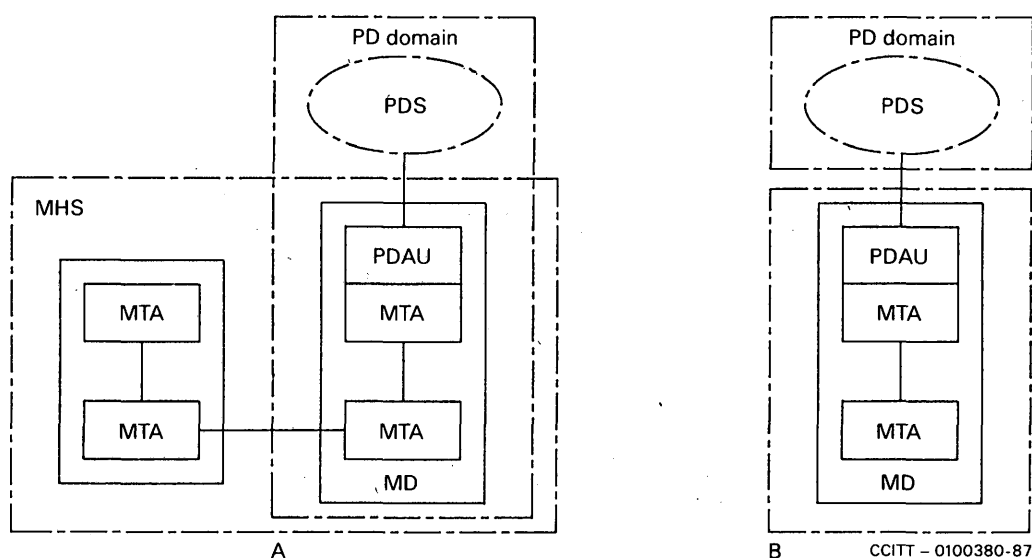 PD domain
PDS
MHS
PDAU
MTA
MTA
MTA
MTA
MD
A
PD domain
PDS
PDAU
MTA
MTA
MD
B
CCITT – 0100380-87